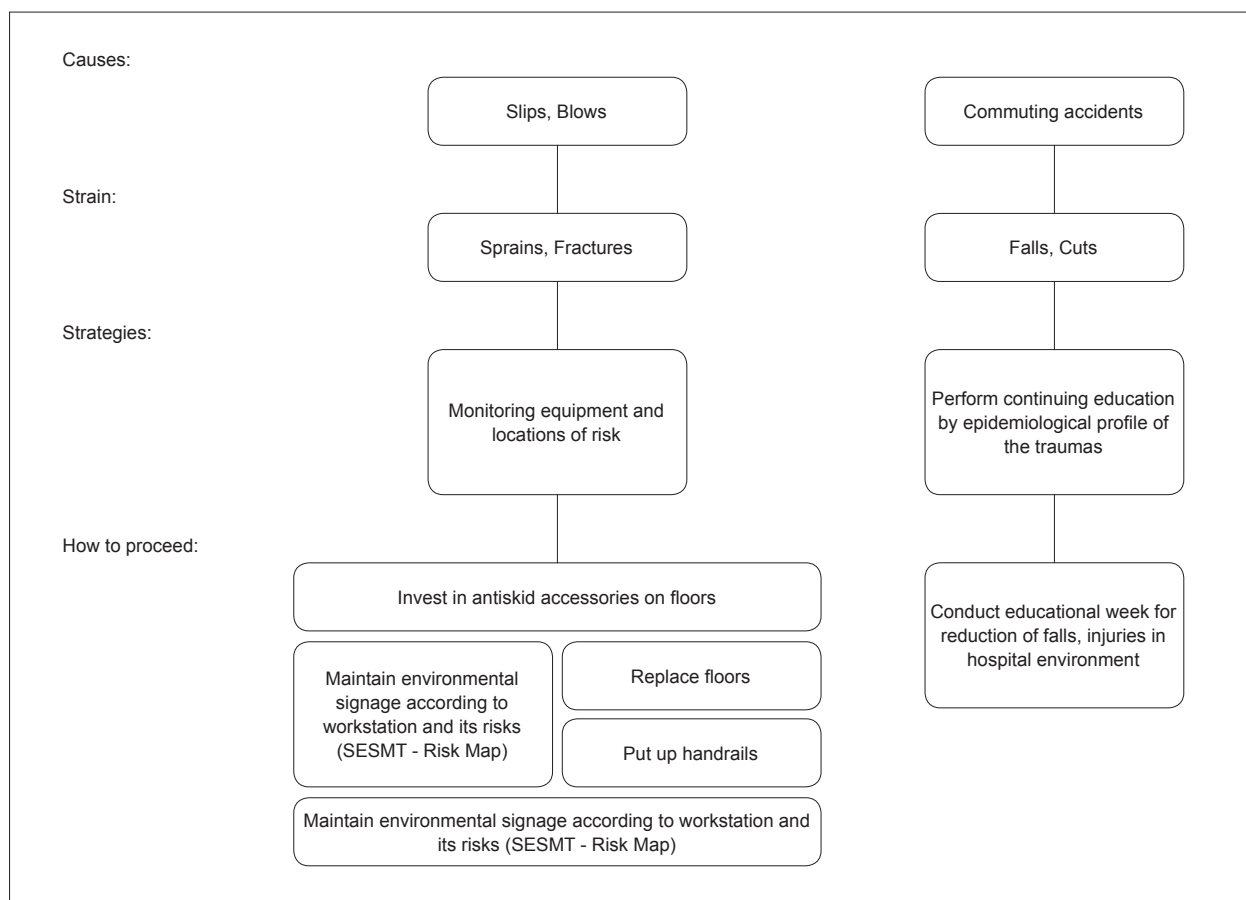 Causes:
Slips, Blows
Commuting accidents
Strain:
Sprains, Fractures
Falls, Cuts
Strategies:
Monitoring equipment and
locations of risk
Perform continuing education
by epidemiological profile of
the traumas
How to proceed:
Invest in antiskid accessories on floors
Maintain environmental
signage according to
workstation and its risks
(SESMT - Risk Map)
Replace floors
Put up handrails
Maintain environmental signage according to workstation and
its risks (SESMT - Risk Map)
Conduct educational week for
reduction of falls, injuries in
hospital environment